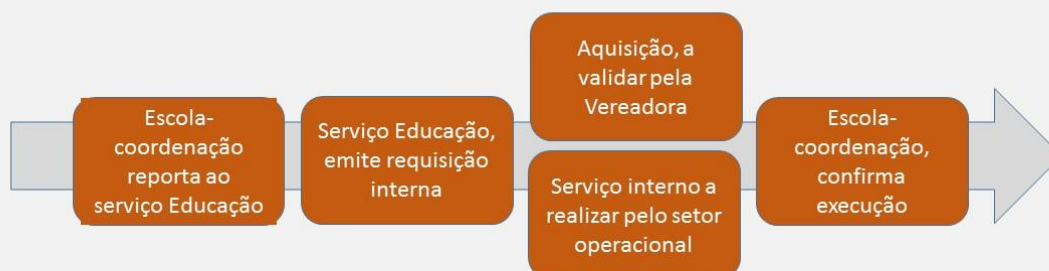 Escola-
coordenação
reporta ao
serviço Educação
Serviço Educação,
emite requisição
interna
Aquisição, a
validar pela
Vereadora
Serviço interno a
realizar pelo setor
operacional
Escola-
coordenação,
confirma
execução